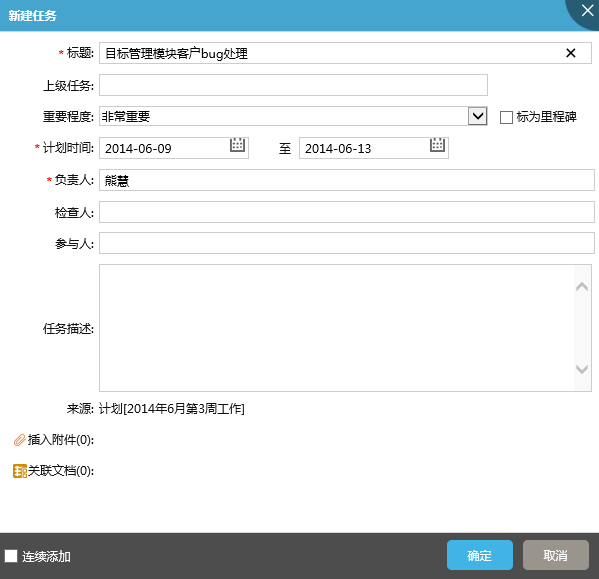 新建任务
* 标题: 目标管理模块客户bug处理
上级任务:
重要程度: 非常重要 标为里程碑
* 计划时间: 2014-06-09 至 2014-06-13
* 负责人: 熊慧
检查人:
参与人:
任务描述:
来源: 计划[2014年6月第3周工作]
插入附件(0):
关联文档(0):
连续添加 确定 取消